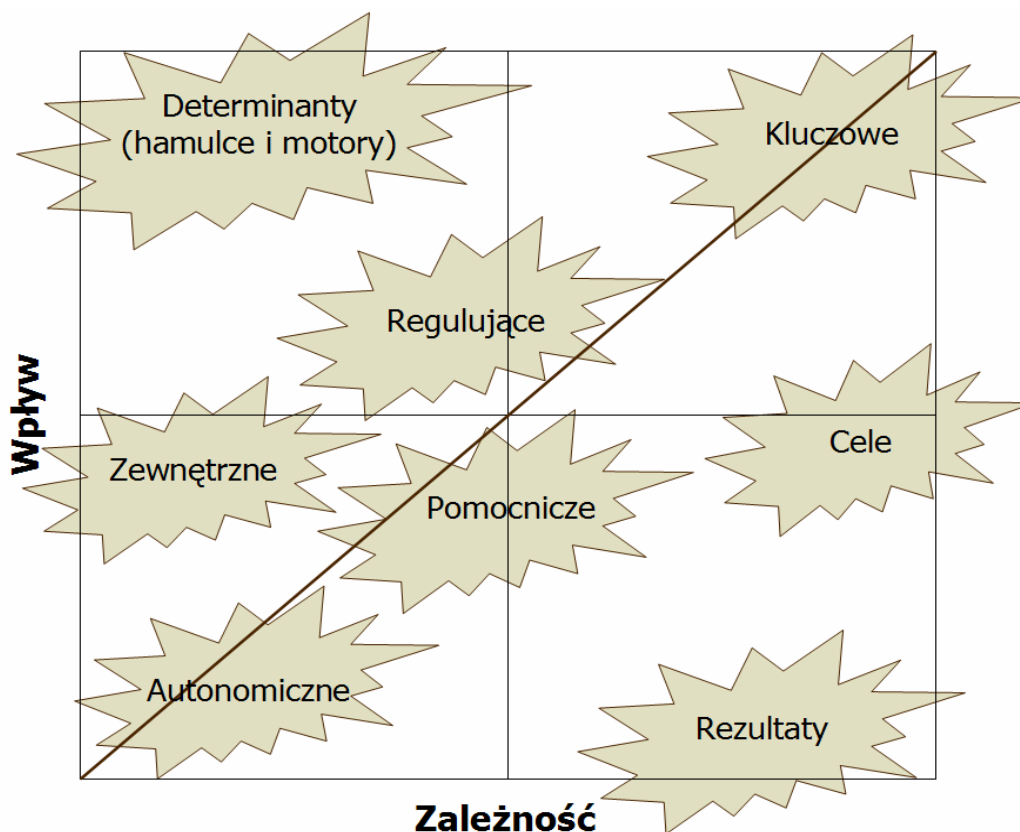 Determinanty
(hamulce i motory)
Kluczowe
Regulujące
Wpływ
Cele
Zewnętrzne
Pomocnicze
Autonomiczne
Rezultaty
Zależność